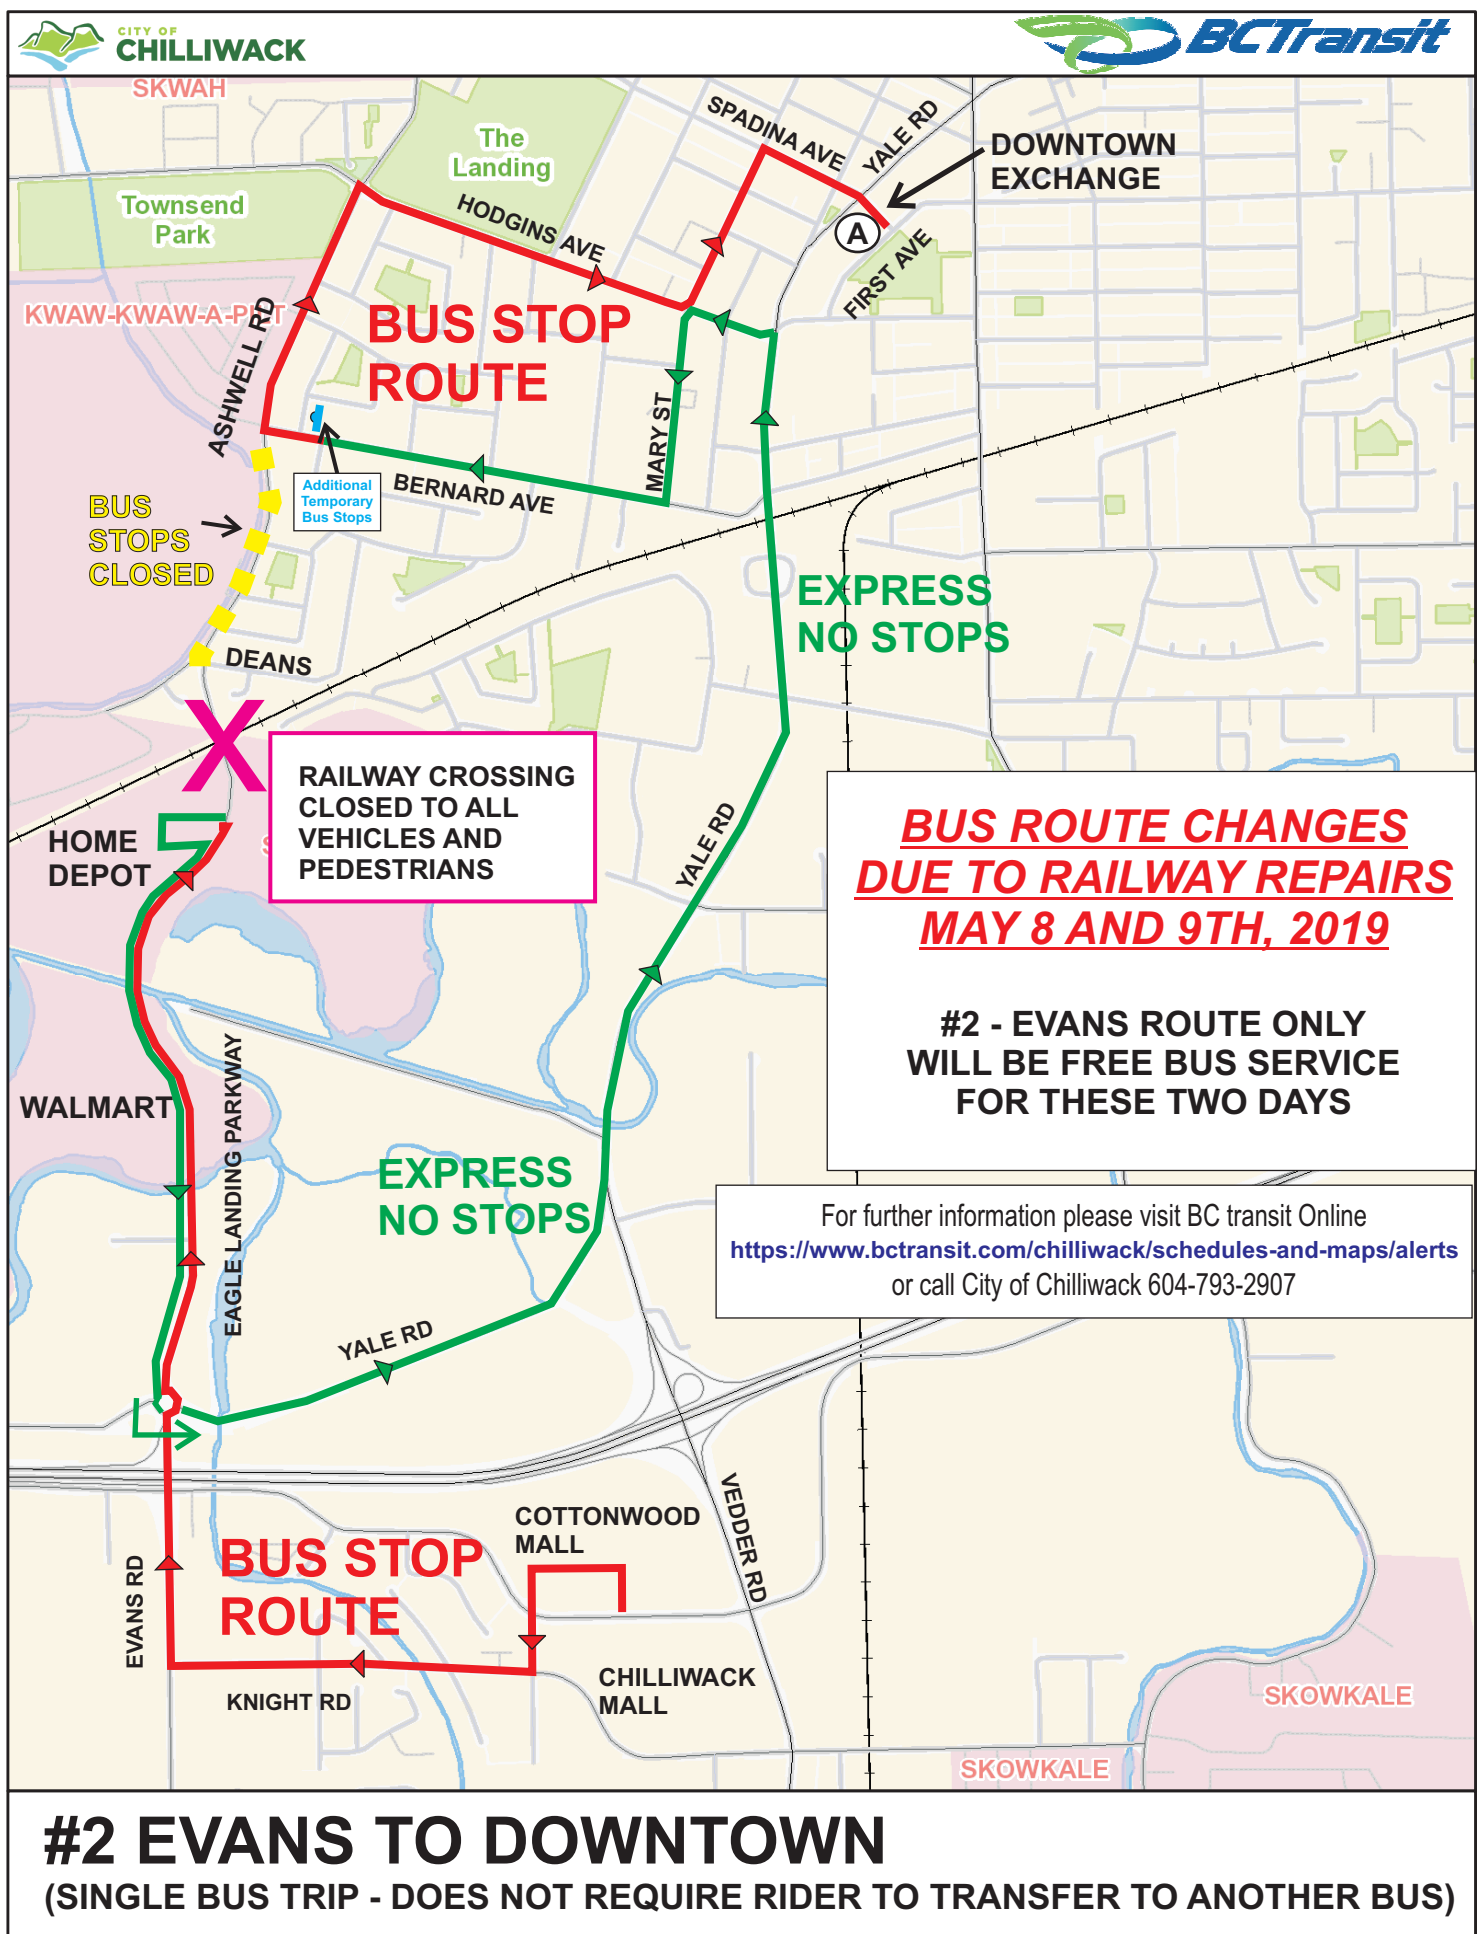 CITY OF
CHILLIWACK
BCTransit
SKWAH
The
Landing
SPADINA AVE
YALE RD
DOWNTOWN
EXCHANGE
Townsend
Park
HODGINS AVE
A
FIRST AVE
ASHWELL RD
BUS STOP
ROUTE
MARY ST
Additional
Temporary
Bus Stops
BERNARD AVE
BUS
STOPS
CLOSED
EXPRESS
NO STOPS
DEANS
X
RAILWAY CROSSING
CLOSED TO ALL
VEHICLES AND
PEDESTRIANS
HOME
DEPOT
YALE RD
BUS ROUTE CHANGES
DUE TO RAILWAY REPAIRS
MAY 8 AND 9TH, 2019
#2 - EVANS ROUTE ONLY
WILL BE FREE BUS SERVICE
FOR THESE TWO DAYS
WALMART
EAGLE LANDING PARKWAY
EXPRESS
NO STOPS
For further information please visit BC transit Online
https://www.bctransit.com/chilliwack/schedules-and-maps/alerts
or call City of Chilliwack 604-793-2907
YALE RD
VEDDER RD
COTTONWOOD
MALL
BUS STOP
ROUTE
EVANS RD
KNIGHT RD
CHILLIWACK
MALL
SKOWKALE
SKOWKALE
#2 EVANS TO DOWNTOWN
(SINGLE BUS TRIP - DOES NOT REQUIRE RIDER TO TRANSFER TO ANOTHER BUS)